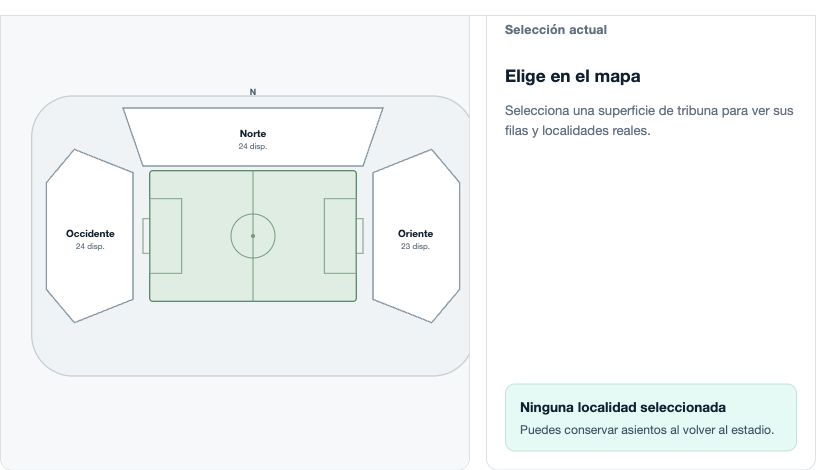 N
Norte
24 disp.
Occidente
24 disp.
Oriente
23 disp.
Selección actual
Elige en el mapa
Selecciona una superficie de tribuna para ver sus
filas y localidades reales.
Ninguna localidad seleccionada
Puedes conservar asientos al volver al estadio.